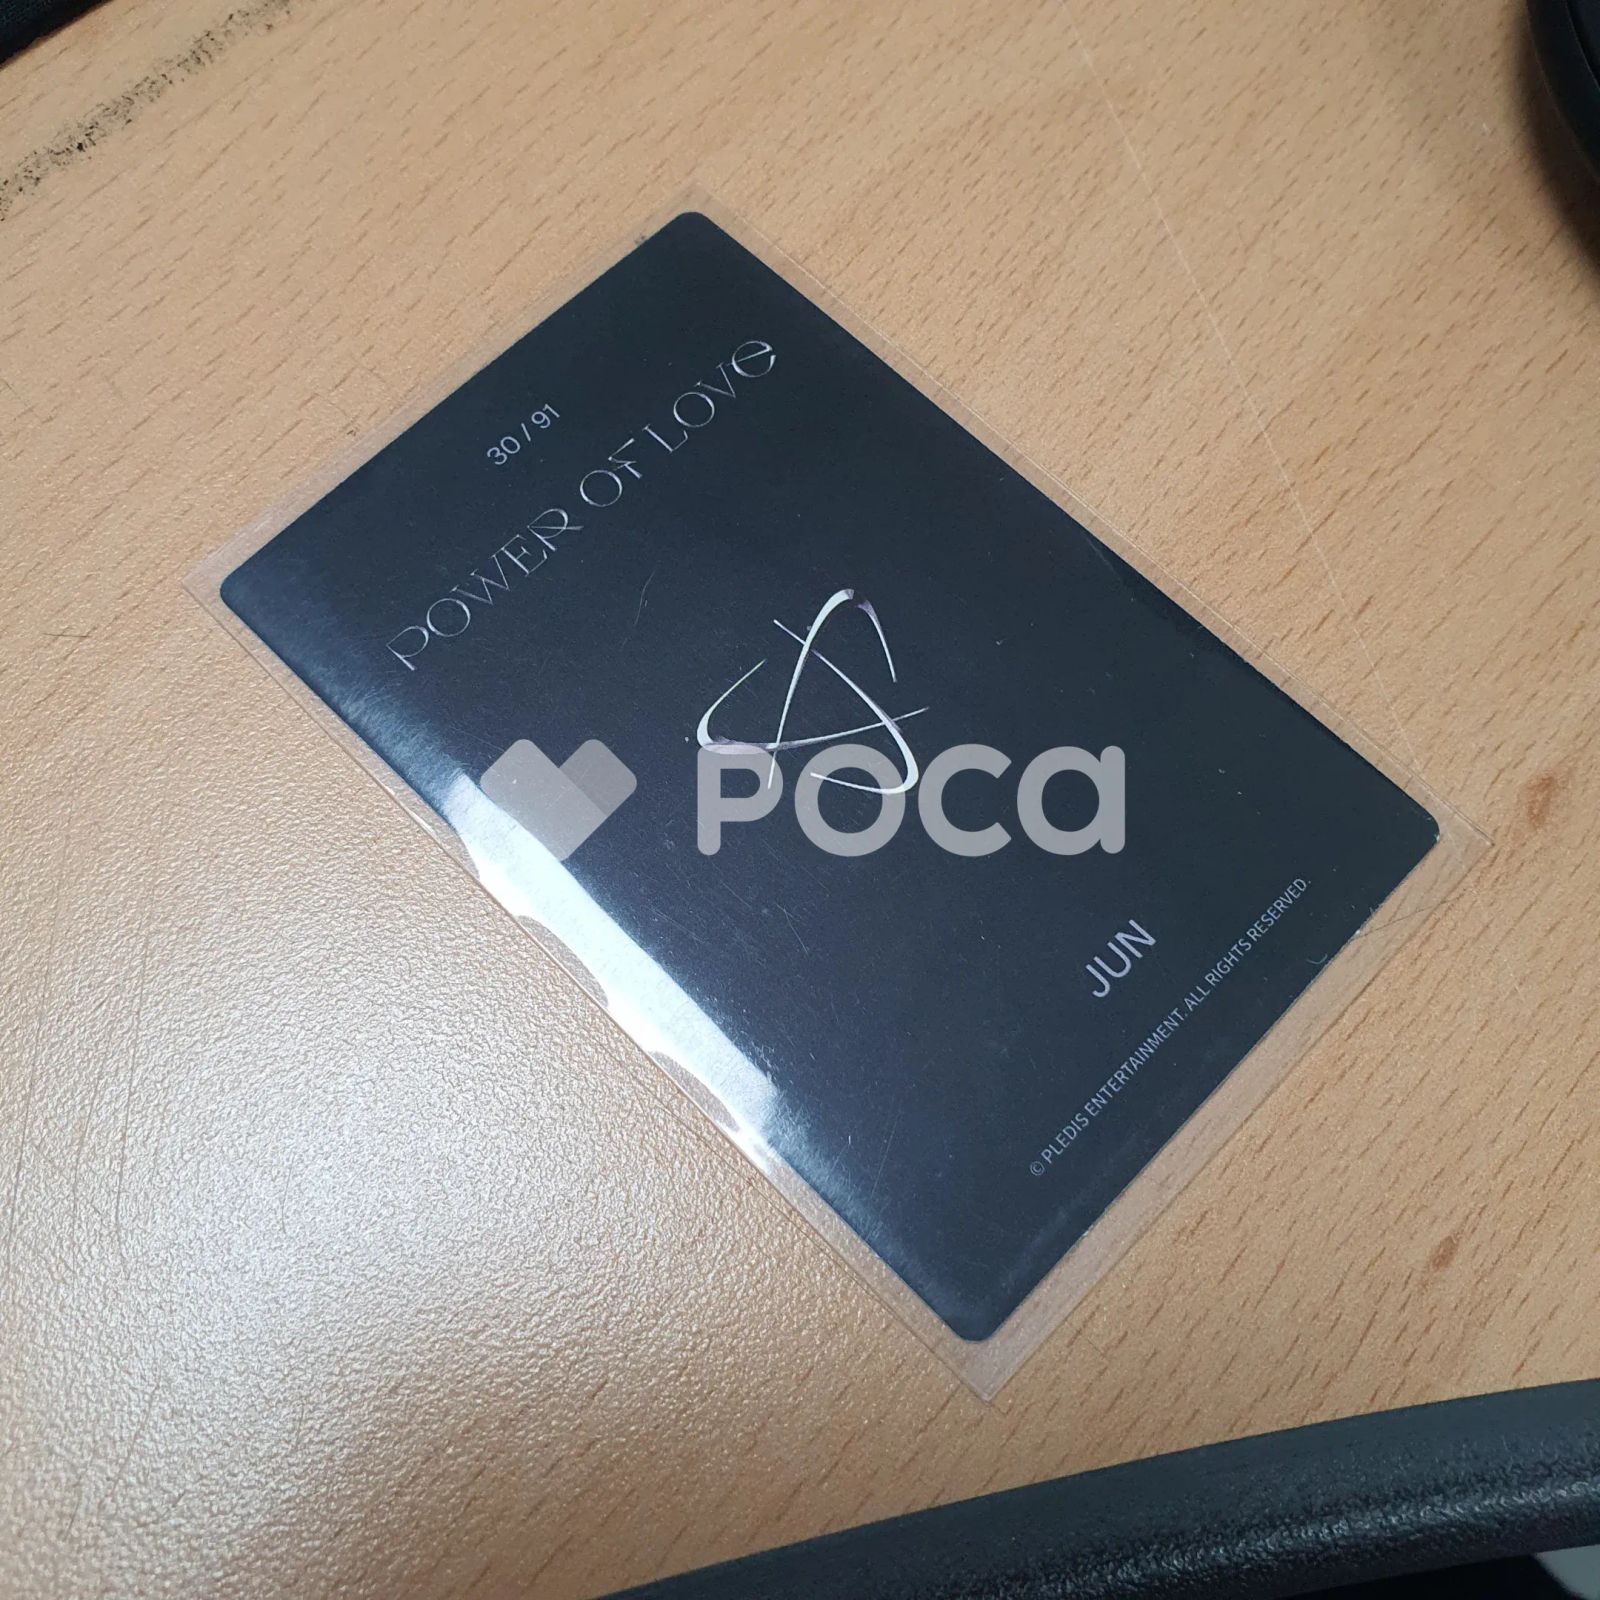 30 / 91
POWER OF LOVE
POCA
JUN
© PLEDIS ENTERTAINMENT. ALL RIGHTS RESERVED.